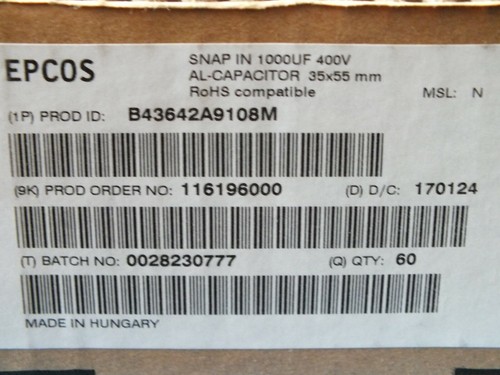 EPCOS
SNAP IN 1000UF 400V
AL-CAPACITOR 35x55 mm
RoHS compatible
MSL: N
(1P) PROD ID: B43642A9108M
(9K) PROD ORDER NO: 116196000 (D) D/C: 170124
(T) BATCH NO: 0028230777 (Q) QTY: 60
MADE IN HUNGARY